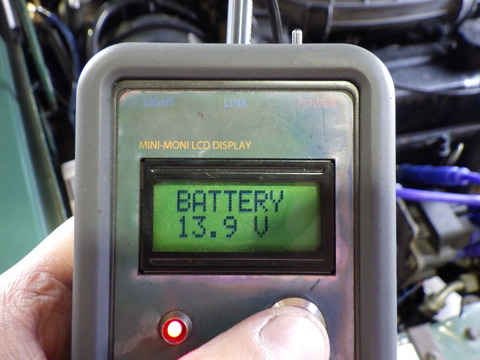 LIGHT LINK POWER
MINI-MONI LCD DISPLAY
BATTERY
13.9 V